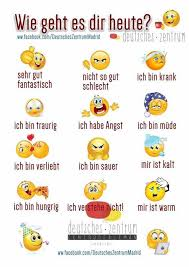 Wie geht es dir heute?
www.facebook.com/DeutschesZentrumMadrid
deutsches zentrum
sehr gut
fantastisch
nicht so gut
schlecht
ich bin krank
ich bin traurig
ich habe Angst
ich bin müde
ich bin verliebt
ich bin sauer
mir ist kalt
deutsches zentrum
ich bin hungrig
ich verstehe nicht!
mir ist warm
www.facebook.com/DeutschesZentrumMadrid